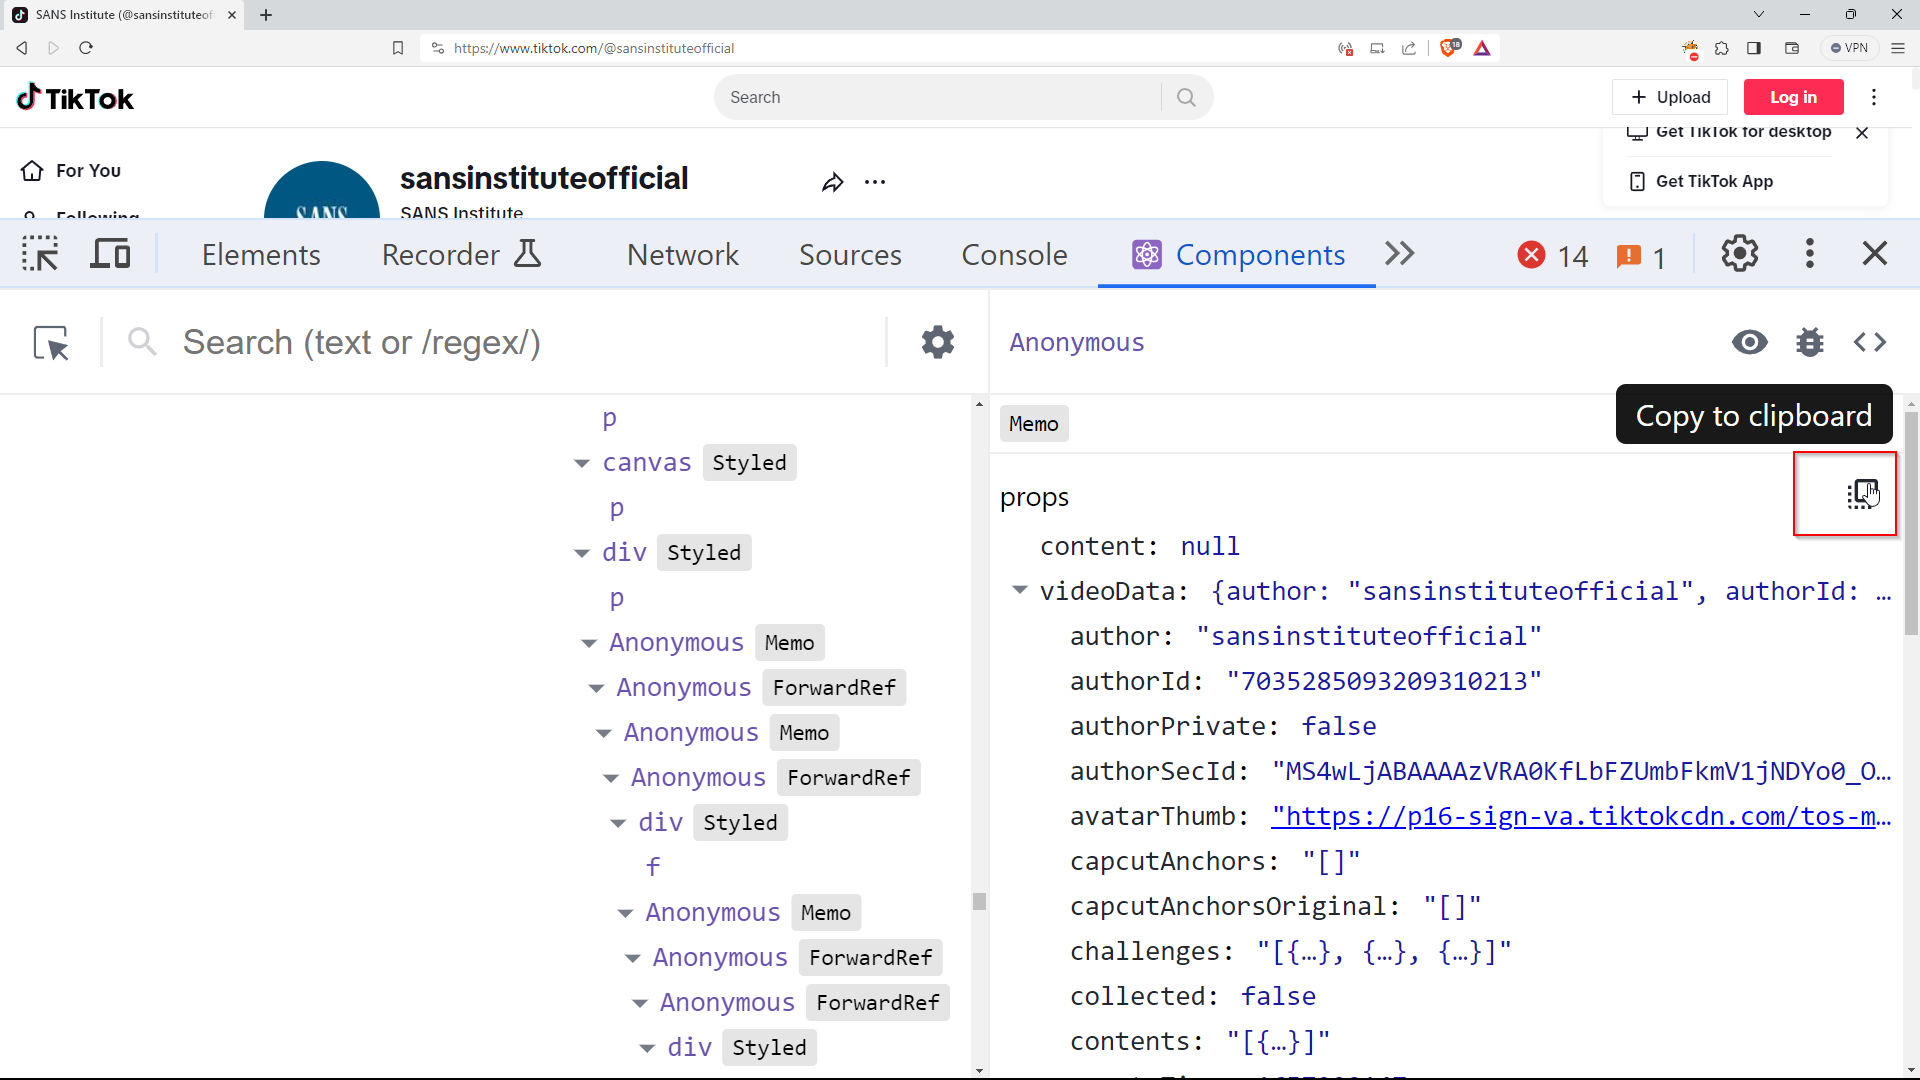 SANS Institute (@sansinstituteof
https://www.tiktok.com/@sansinstituteofficial
18
VPN
TikTok
Search
Upload
Log in
Get TikTok for desktop
Get TikTok App
For You
Following
SANS
sansinstituteofficial
SANS Institute
Elements
Recorder
Network
Sources
Console
Components
14
1
Search (text or /regex/)
Anonymous
p
canvas Styled
p
div Styled
p
Anonymous Memo
Anonymous ForwardRef
Anonymous Memo
Anonymous ForwardRef
div Styled
f
Anonymous Memo
Anonymous ForwardRef
Anonymous ForwardRef
div Styled
Memo
Copy to clipboard
props
content: null
videoData: {author: "sansinstituteofficial", authorId: …
author: "sansinstituteofficial"
authorId: "7035285093209310213"
authorPrivate: false
authorSecId: "MS4wLjABAAAAzVRA0KfLbFZUmbFkmV1jNDYo0_O…
avatarThumb: "https://p16-sign-va.tiktokcdn.com/tos-m…
capcutAnchors: "[]"
capcutAnchorsOriginal: "[]"
challenges: "[{…}, {…}, {…}]"
collected: false
contents: "[{…}]"